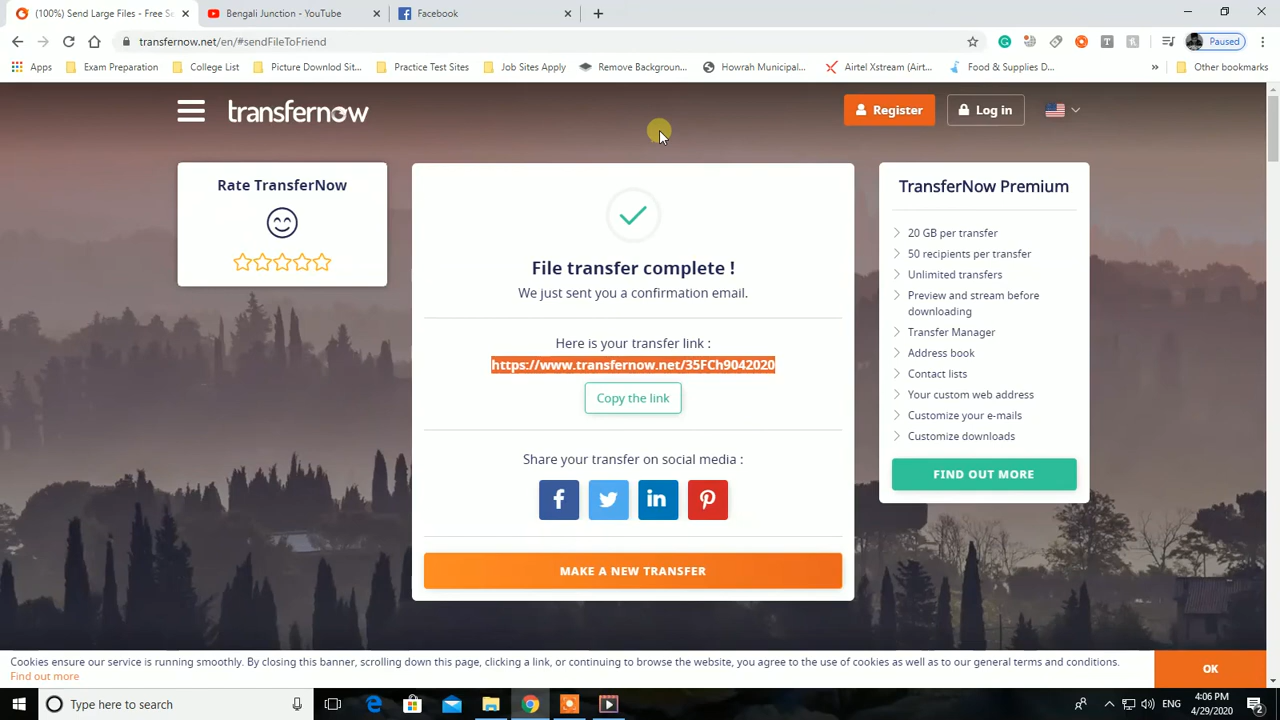 (100%) Send Large Files - Free S
Bengali Junction - YouTube
Facebook
transfernow.net/en/#sendFileToFriend
Paused
Apps
Exam Preparation
College List
Picture Downlod Sit...
Practice Test Sites
Job Sites Apply
Remove Backgroun...
Howrah Municipal...
Airtel Xstream (Airt...
Food & Supplies D...
Other bookmarks
transfernow
Register
Log in
Rate TransferNow
File transfer complete !
We just sent you a confirmation email.
Here is your transfer link :
https://www.transfernow.net/35FCh9042020
Copy the link
Share your transfer on social media :
MAKE A NEW TRANSFER
TransferNow Premium
20 GB per transfer
50 recipients per transfer
Unlimited transfers
Preview and stream before
downloading
Transfer Manager
Address book
Contact lists
Your custom web address
Customize your e-mails
Customize downloads
FIND OUT MORE
Cookies ensure our service is running smoothly. By closing this banner, scrolling down this page, clicking a link, or continuing to browse the website, you agree to the use of cookies as well as to our general terms and conditions.
Find out more
OK
Type here to search
ENG
4:06 PM
4/29/2020
2